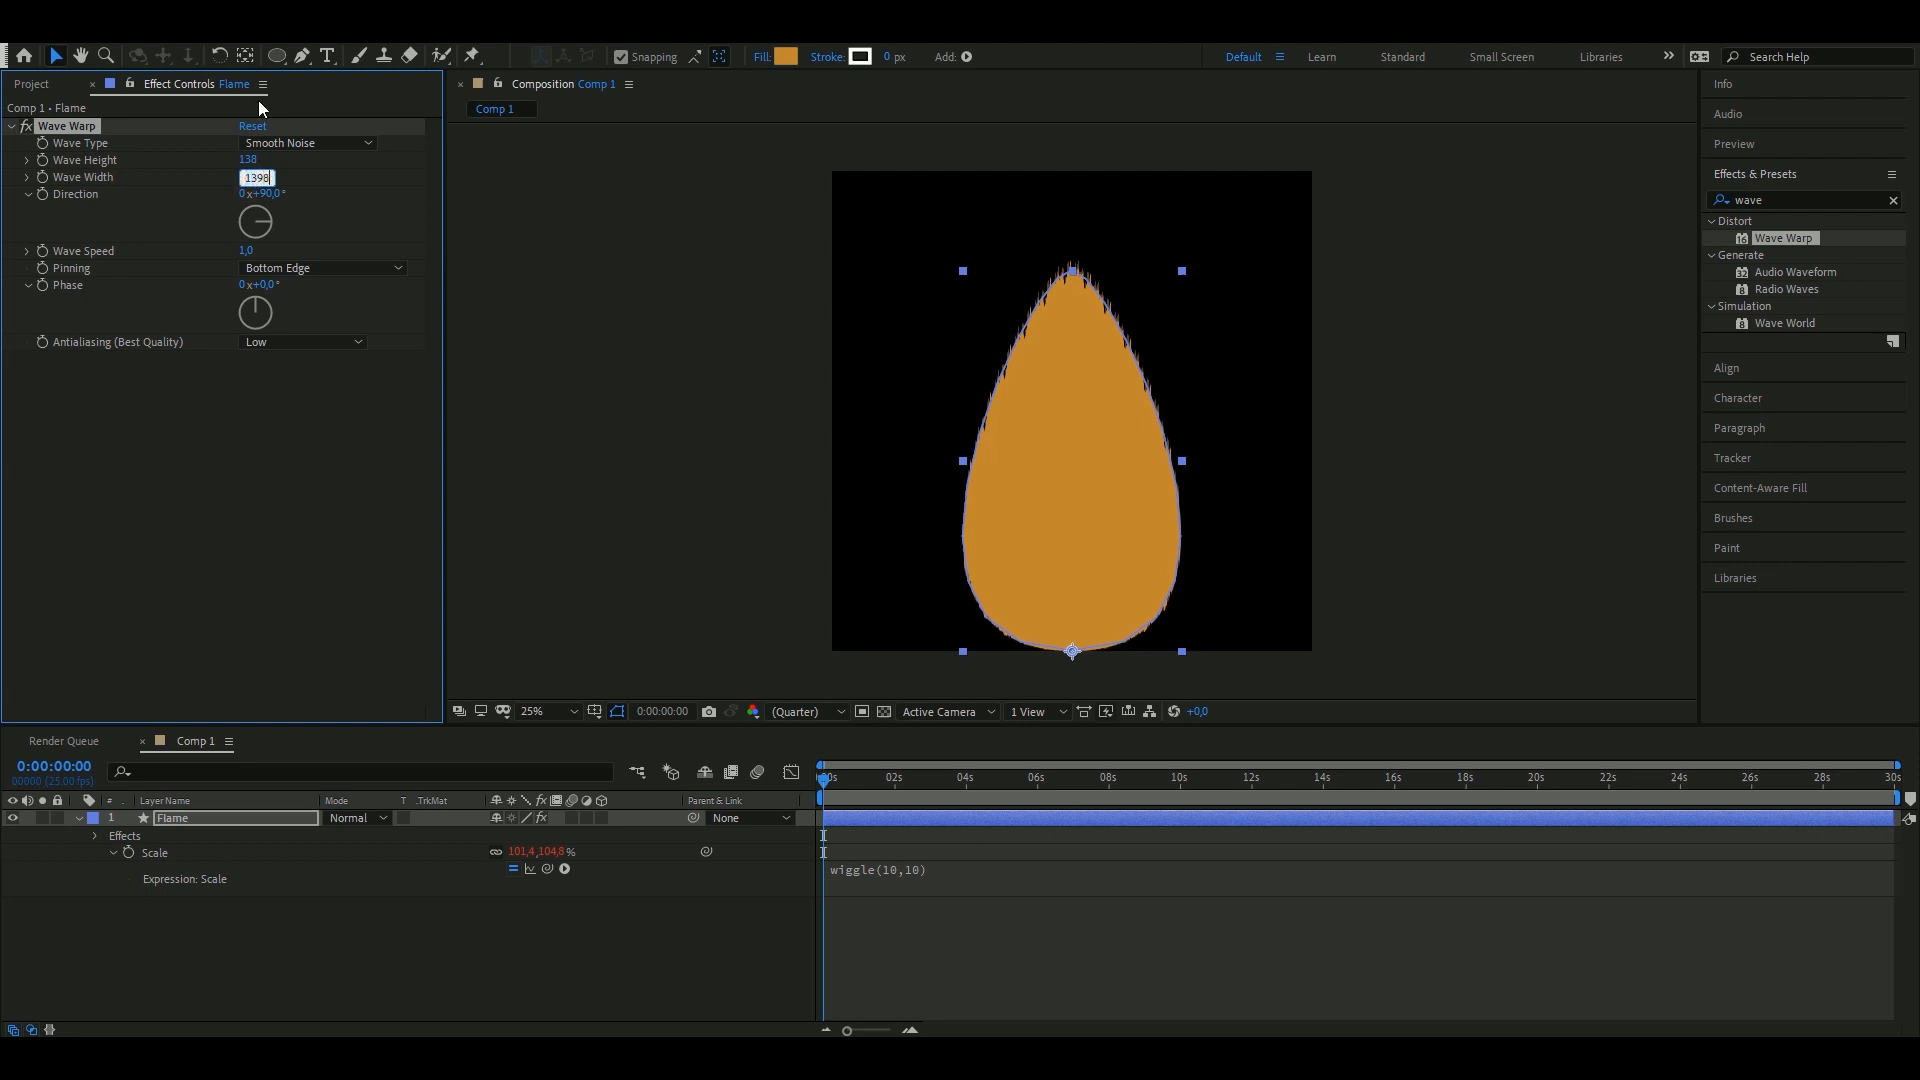 Snapping
Fill:
Stroke:
0 px
Add:
Default
Learn
Standard
Small Screen
Libraries
Search Help
Project
Effect Controls Flame
Composition Comp 1
Comp 1 • Flame
Comp 1
fx Wave Warp Reset
Wave Type Smooth Noise
Wave Height 138
Wave Width 1398
Direction 0 x+90,0 °
Wave Speed 1,0
Pinning Bottom Edge
Phase 0 x+0,0 °
Antialiasing (Best Quality) Low
Info
Audio
Preview
Effects & Presets
wave
Distort
Wave Warp
Generate
Audio Waveform
Radio Waves
Simulation
Wave World
Align
Character
Paragraph
Tracker
Content-Aware Fill
Brushes
Paint
Libraries
25% 0:00:00:00 (Quarter) Active Camera 1 View +0,0
Render Queue Comp 1
0:00:00:00
00000 (25.00 fps)
00s 02s 04s 06s 08s 10s 12s 14s 16s 18s 20s 22s 24s 26s 28s 30s
# Layer Name Mode T .TrkMat fx Parent & Link
1 Flame Normal fx None
Effects
Scale 101,4,104,8 %
Expression: Scale wiggle(10,10)